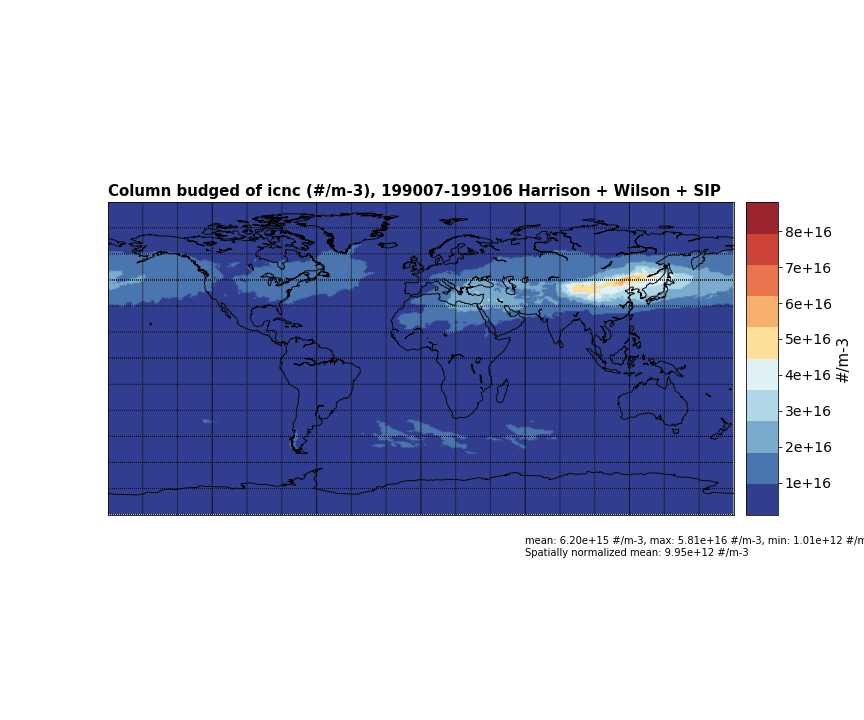 Column budged of icnc (#/m-3), 199007-199106 Harrison + Wilson + SIP
8e+16
7e+16
6e+16
5e+16
4e+16
3e+16
2e+16
1e+16
#/m-3
mean: 6.20e+15 #/m-3, max: 5.81e+16 #/m-3, min: 1.01e+12 #/m
Spatially normalized mean: 9.95e+12 #/m-3